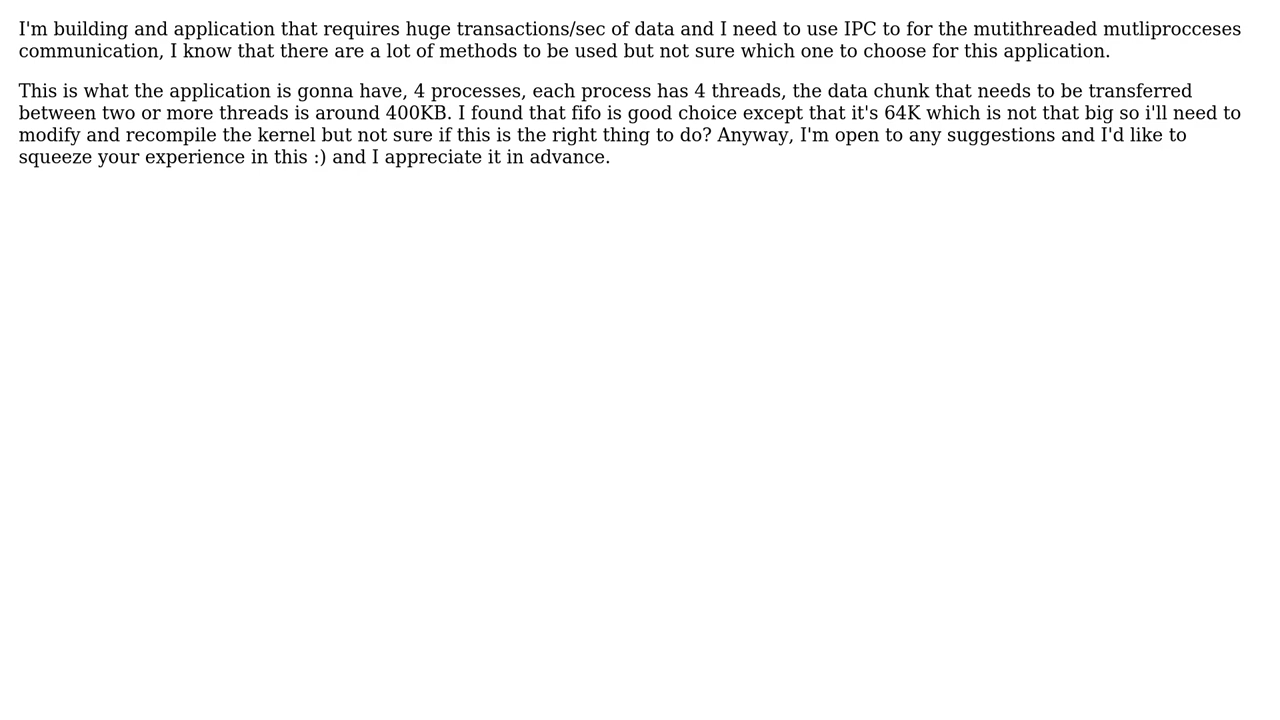 I'm building and application that requires huge transactions/sec of data and I need to use IPC to for the mutithreaded mutliprocceses
communication, I know that there are a lot of methods to be used but not sure which one to choose for this application.
This is what the application is gonna have, 4 processes, each process has 4 threads, the data chunk that needs to be transferred
between two or more threads is around 400KB. I found that fifo is good choice except that it's 64K which is not that big so i'll need to
modify and recompile the kernel but not sure if this is the right thing to do? Anyway, I'm open to any suggestions and I'd like to
squeeze your experience in this :) and I appreciate it in advance.